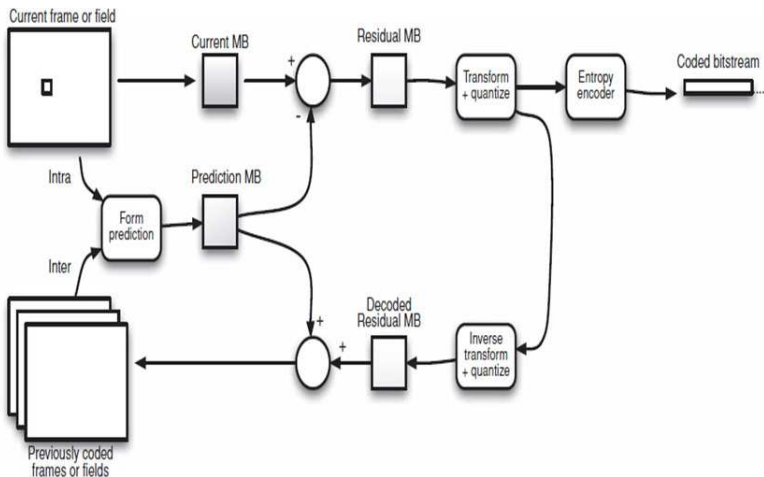 Current frame or field
Current MB
Residual MB
Coded bitstream
+
-
Transform
+ quantize
Entropy
encoder
...
Intra
Prediction MB
Form
prediction
Inter
Decoded
Residual MB
+
+
Inverse
transform
+ quantize
Previously coded
frames or fields